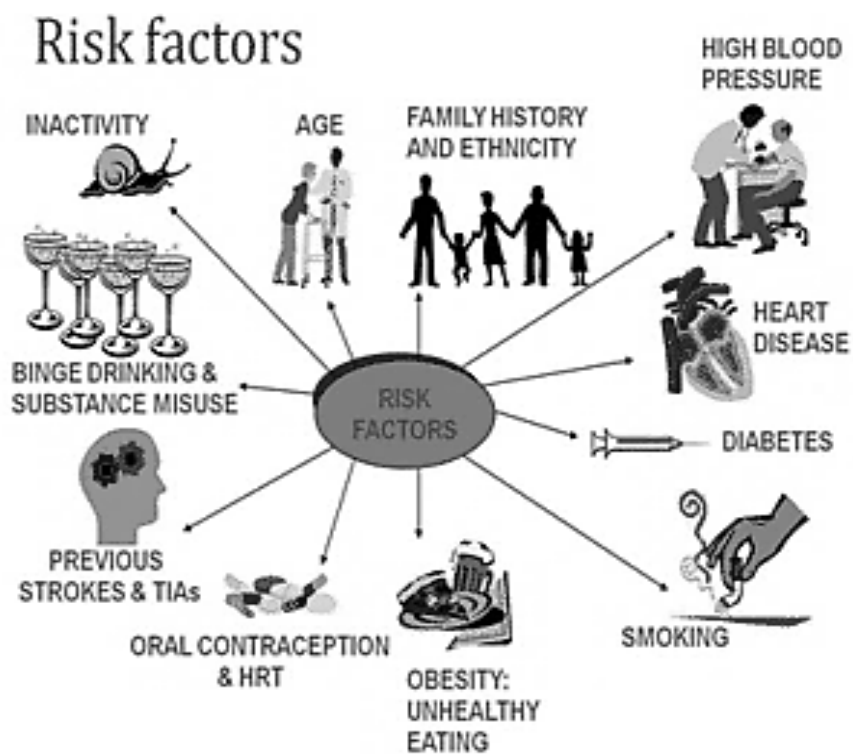 Risk factors
INACTIVITY
AGE
FAMILY HISTORY
AND ETHNICITY
HIGH BLOOD
PRESSURE
HEART
DISEASE
BINGE DRINKING &
SUBSTANCE MISUSE
RISK
FACTORS
DIABETES
PREVIOUS
STROKES & TIAs
ORAL CONTRACEPTION
& HRT
OBESITY:
UNHEALTHY
EATING
SMOKING